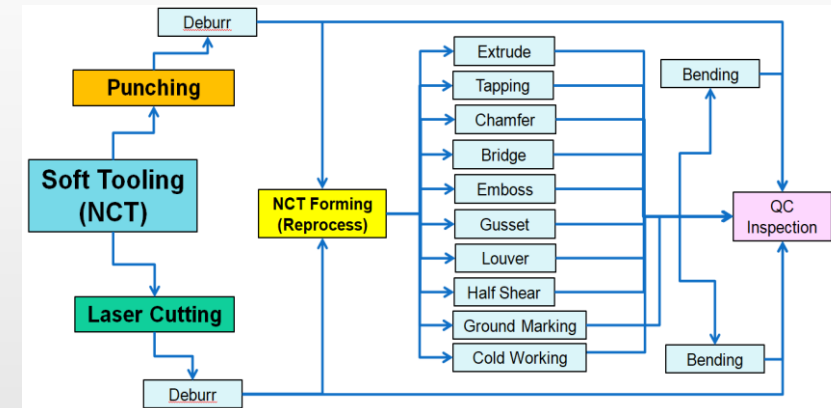 Deburr
Punching
Soft Tooling
(NCT)
Laser Cutting
Deburr
NCT Forming
(Reprocess)
Extrude
Tapping
Chamfer
Bridge
Emboss
Gusset
Louver
Half Shear
Ground Marking
Cold Working
Bending
Bending
QC
Inspection